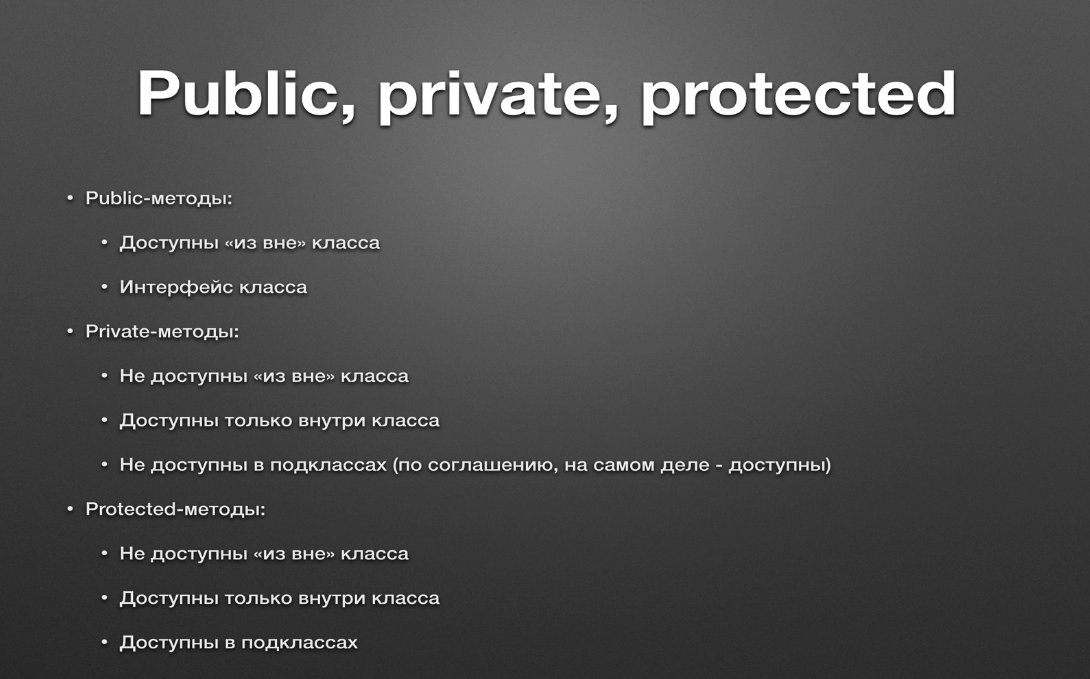 Public, private, protected
• Public-методы:
• Доступны «из вне» класса
• Интерфейс класса
• Private-методы:
• Не доступны «из вне» класса
• Доступны только внутри класса
• Не доступны в подклассах (по соглашению, на самом деле - доступны)
• Protected-методы:
• Не доступны «из вне» класса
• Доступны только внутри класса
• Доступны в подклассах